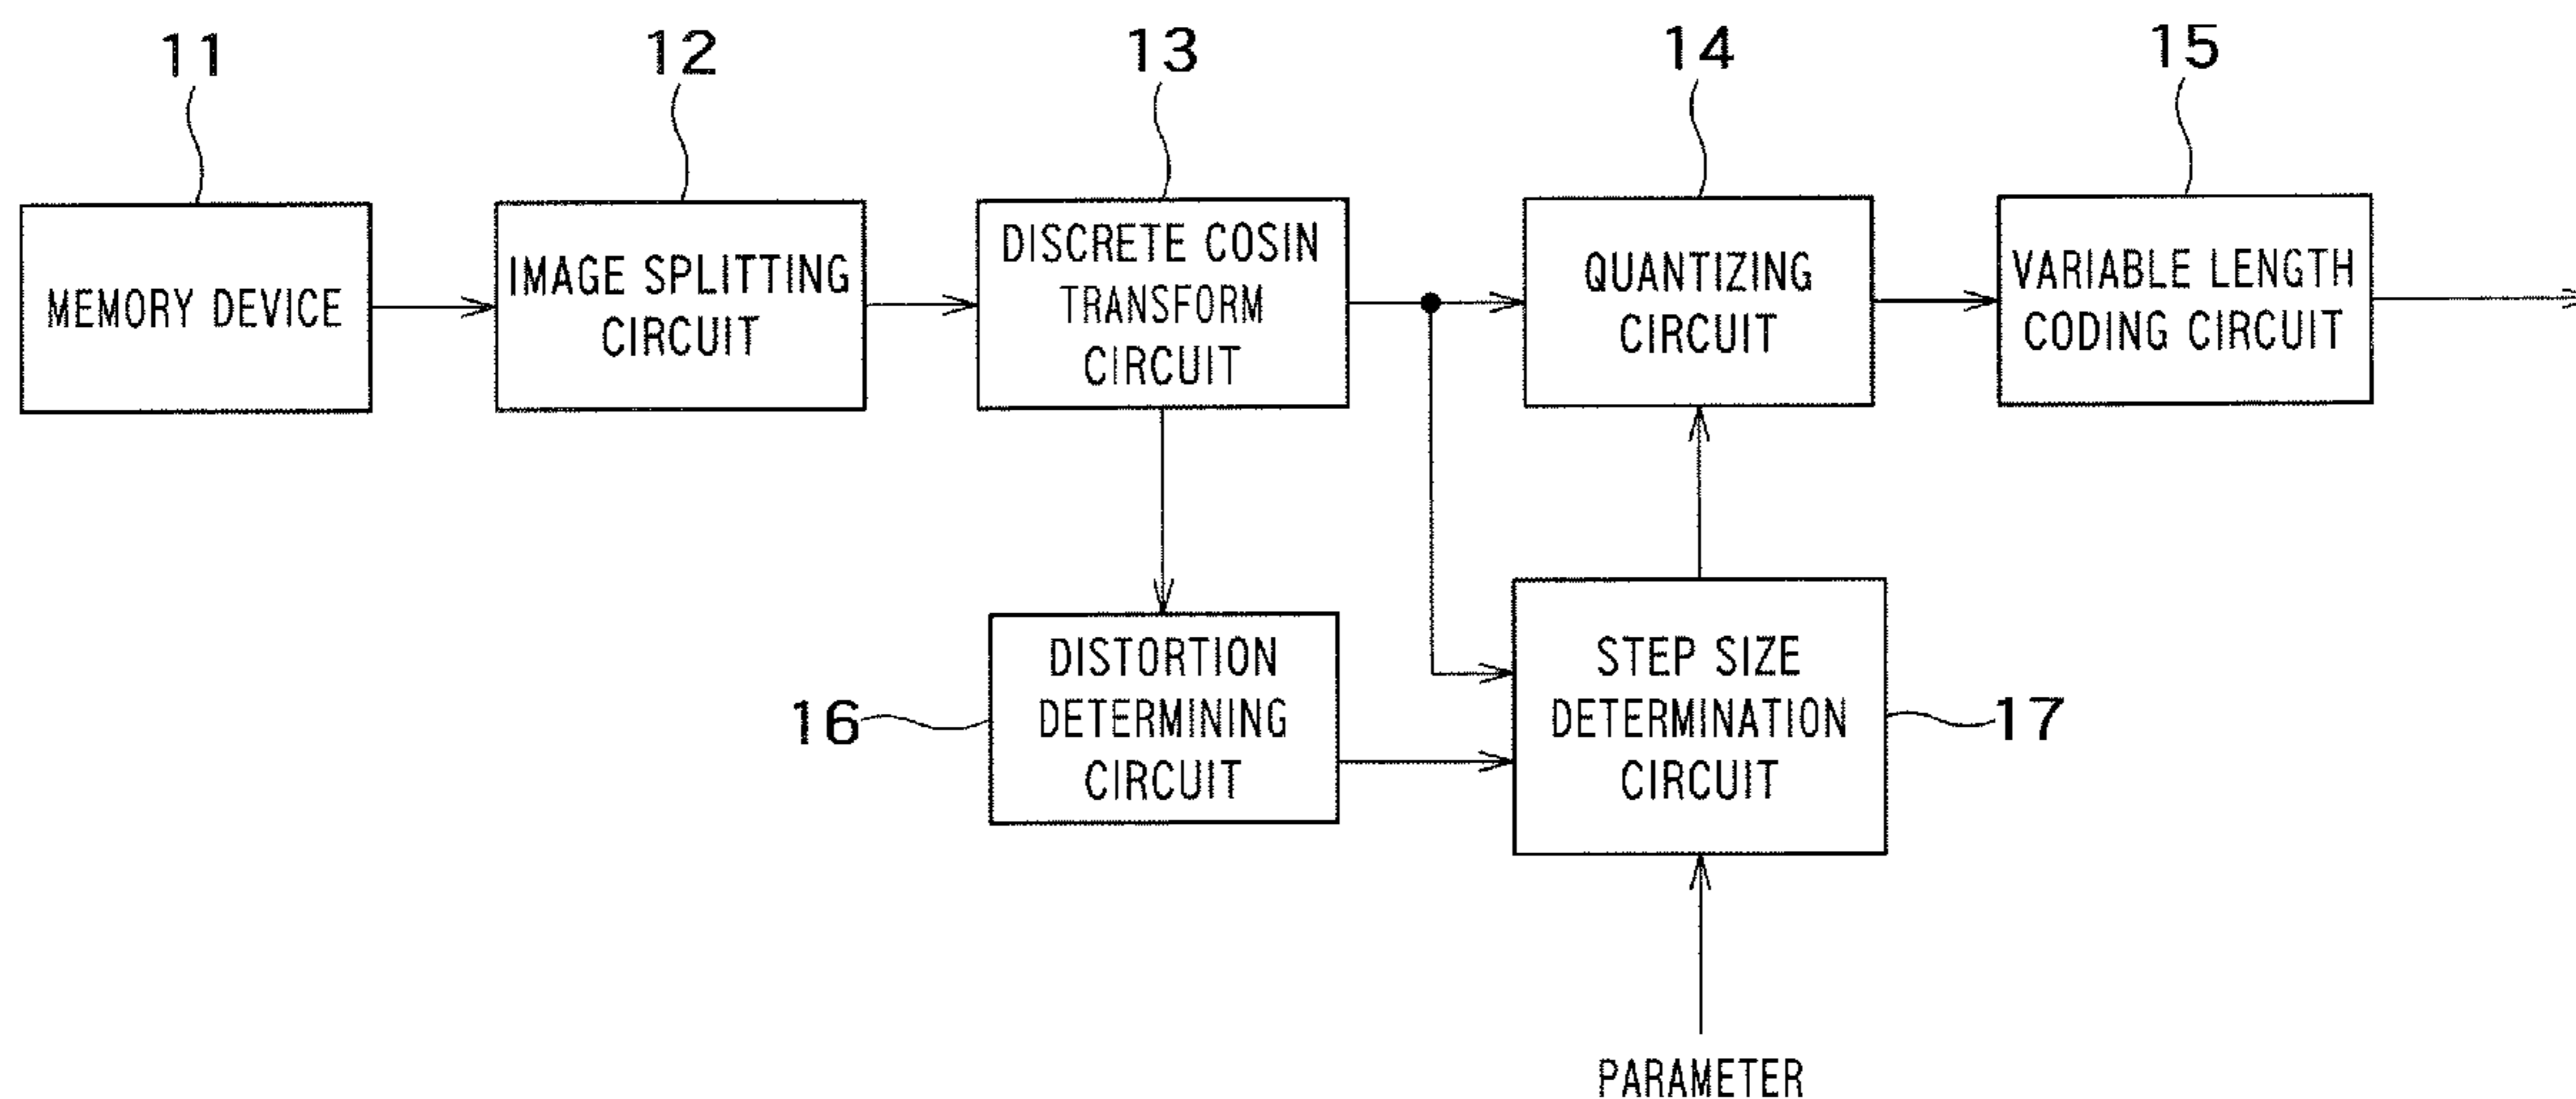 11
12
13
14
15
MEMORY DEVICE
IMAGE SPLITTING
CIRCUIT
DISCRETE COSIN
TRANSFORM
CIRCUIT
QUANTIZING
CIRCUIT
VARIABLE LENGTH
CODING CIRCUIT
16
DISTORTION
DETERMINING
CIRCUIT
STEP SIZE
DETERMINATION
CIRCUIT
17
PARAMETER